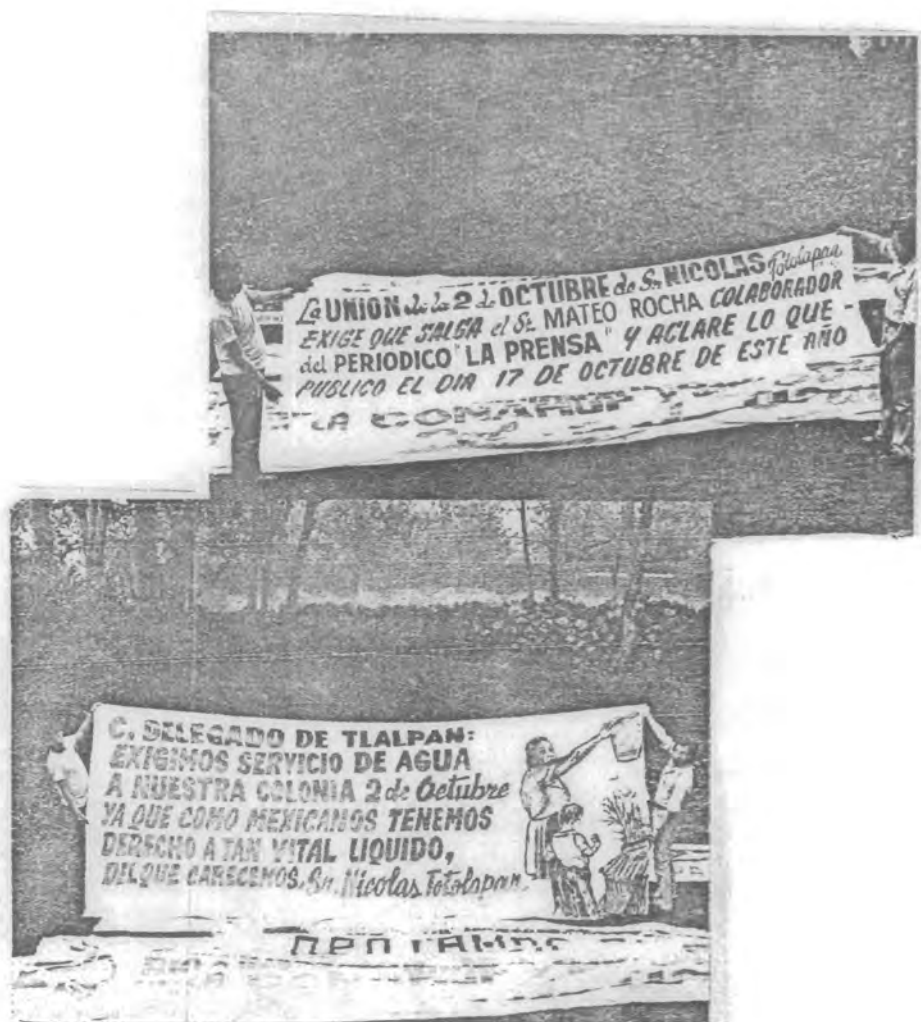 La UNION de la 2 de OCTUBRE de Sn. NICOLAS Totolapan
EXIGE QUE SALGA el Sr. MATEO ROCHA COLABORADOR
del PERIODICO "LA PRENSA" Y ACLARE LO QUE -
PUBLICO EL DIA 17 DE OCTUBRE DE ESTE AÑO
LA
C. DELEGADO DE TLALPAN:
EXIGIMOS SERVICIO DE AGUA
A NUESTRA COLONIA 2 de Octubre
YA QUE COMO MEXICANOS TENEMOS
DERECHO A TAN VITAL LIQUIDO,
DEL QUE CARECEMOS. Sn. Nicolas Totolapan.